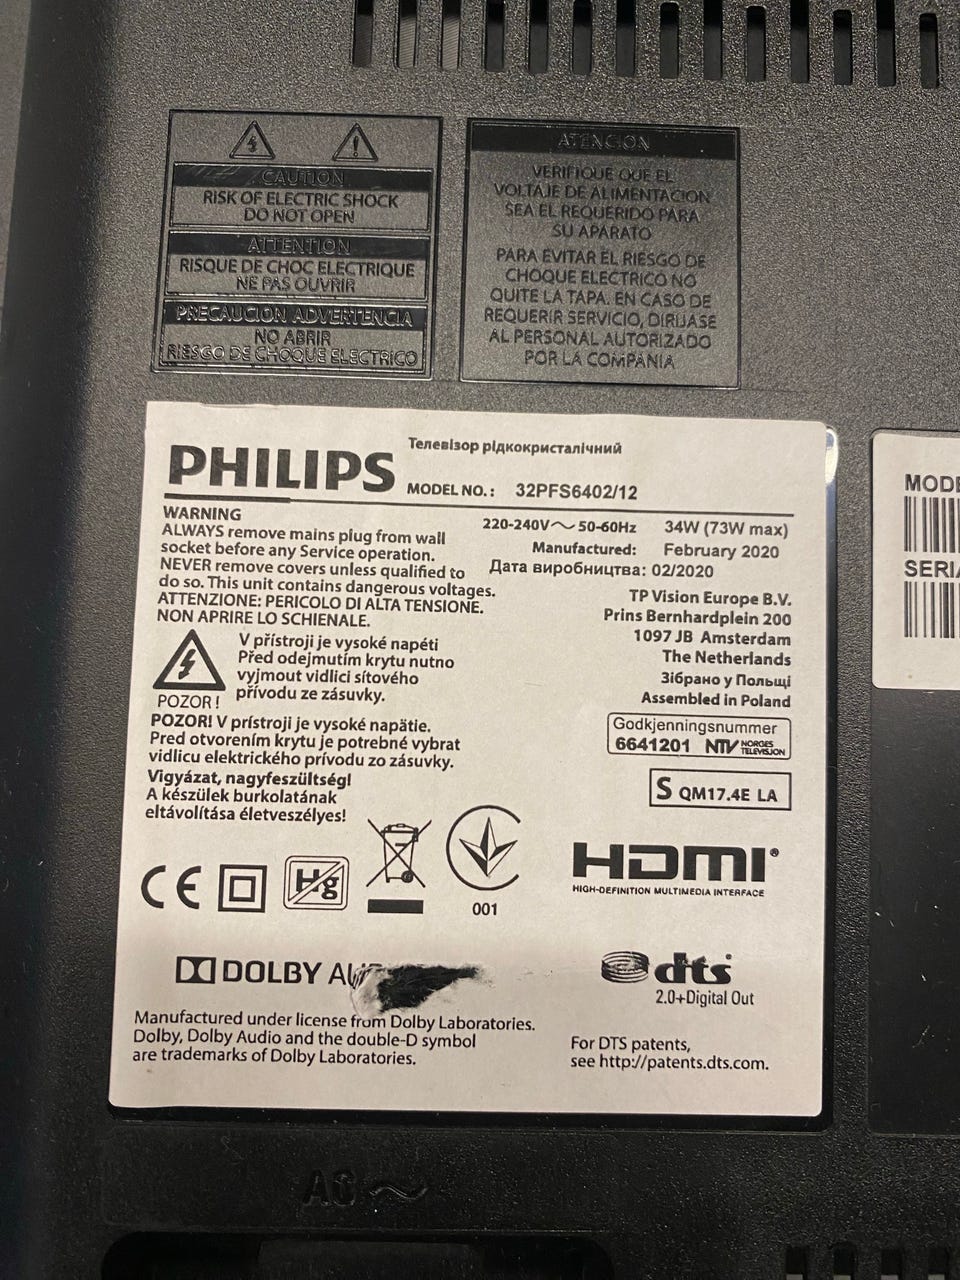 CAUTION
RISK OF ELECTRIC SHOCK
DO NOT OPEN
ATTENTION
RISQUE DE CHOC ELECTRIQUE
NE PAS OUVRIR
PRECAUCION ADVERTENCIA
NO ABRIR
RIESGO DE CHOQUE ELECTRICO
ATENCION
VERIFIQUE QUE EL
VOLTAJE DE ALIMENTACION
SEA EL REQUERIDO PARA
SU APARATO
PARA EVITAR EL RIESGO DE
CHOQUE ELECTRICO NO
QUITE LA TAPA. EN CASO DE
REQUERIR SERVICIO, DIRIJASE
AL PERSONAL AUTORIZADO
POR LA COMPANIA
PHILIPS
Телевізор рідкокристалічний
MODEL NO.: 32PFS6402/12
WARNING
ALWAYS remove mains plug from wall
socket before any Service operation.
NEVER remove covers unless qualified to
do so. This unit contains dangerous voltages.
ATTENZIONE: PERICOLO DI ALTA TENSIONE.
NON APRIRE LO SCHIENALE.
V přístroji je vysoké napéti
Před odejmutím krytu nutno
vyjmout vidlici sítového
přívodu ze zásuvky.
POZOR!
POZOR! V prístroji je vysoké napätie.
Pred otvorením krytu je potrebné vybrat
vidlicu elektrického prívodu zo zásuvky.
Vigyázat, nagyfeszültség!
A készülek burkolatának
eltávolítása életveszélyes!
220-240V~ 50-60Hz 34W (73W max)
Manufactured: February 2020
Дата виробництва: 02/2020
TP Vision Europe B.V.
Prins Bernhardplein 200
1097 JB Amsterdam
The Netherlands
Зібрано у Польщі
Assembled in Poland
Godkjenningsnummer
6641201 NTV NORGES TELEVISJON
S QM17.4E LA
CE
Hg
001
HDMI®
HIGH-DEFINITION MULTIMEDIA INTERFACE
DOLBY
dts
2.0+Digital Out
Manufactured under license from Dolby Laboratories.
Dolby, Dolby Audio and the double-D symbol
are trademarks of Dolby Laboratories.
For DTS patents,
see http://patents.dts.com.
MODE
SERIA